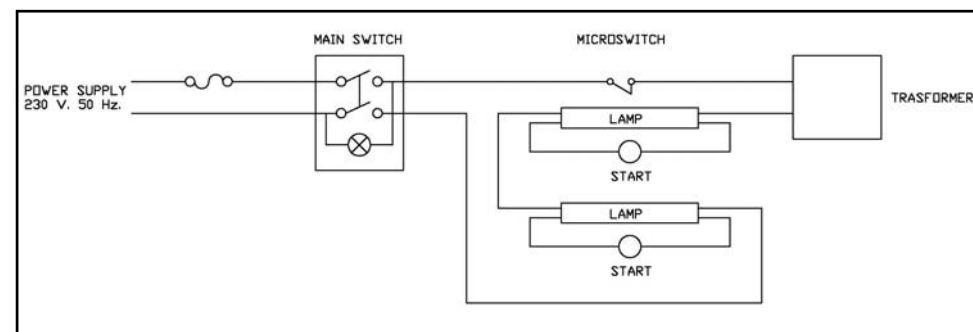 MAIN SWITCH
MICROSWITCH
POWER SUPPLY
230 V. 50 Hz.
TRASFORMER
LAMP
START
LAMP
START